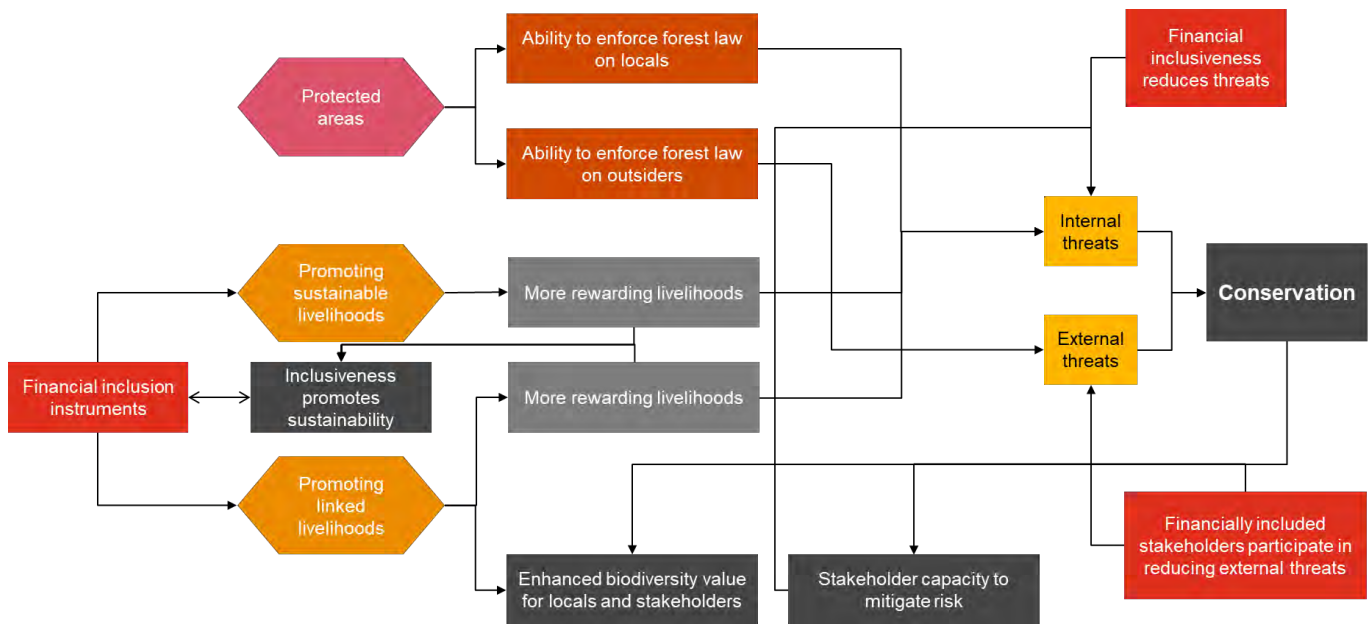 Ability to enforce forest law
on locals
Financial
inclusiveness
reduces threats
Protected
areas
Ability to enforce forest law
on outsiders
Internal
threats
Promoting
sustainable
livelihoods
More rewarding livelihoods
Conservation
External
threats
Financial inclusion
instruments
Inclusiveness
promotes
sustainability
More rewarding livelihoods
Promoting
linked
livelihoods
Financially included
stakeholders participate in
reducing external threats
Enhanced biodiversity value
for locals and stakeholders
Stakeholder capacity to
mitigate risk